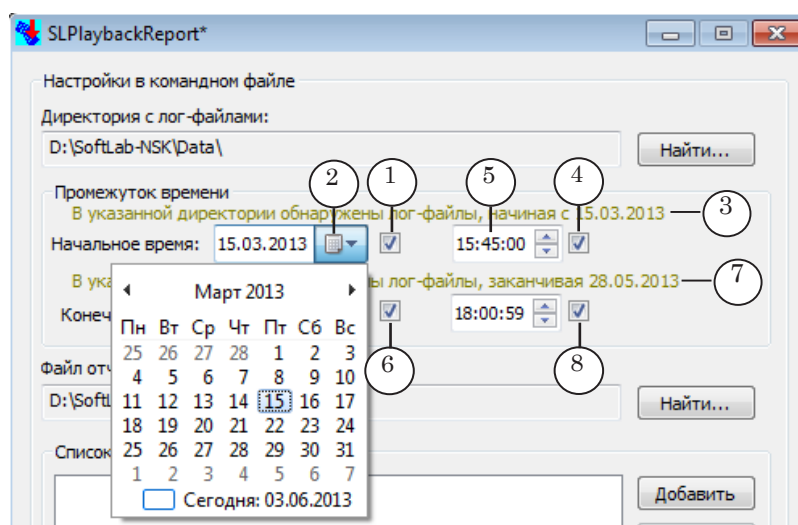 SLPlaybackReport*
Настройки в командном файле
Директория с лог-файлами:
D:\SoftLab-NSK\Data\
Найти...
Промежуток времени
2
1
5
4
3
В указанной директории обнаружены лог-файлы, начиная с 15.03.2013
Начальное время:
15.03.2013
15:45:00
В ука
ы лог-файлы, заканчивая 28.05.2013
7
Конеч
18:00:59
6
8
Март 2013
Пн Вт Ср Чт Пт Сб Вс
25 26 27 28 1 2 3
4 5 6 7 8 9 10
11 12 13 14 15 16 17
18 19 20 21 22 23 24
25 26 27 28 29 30 31
1 2 3 4 5 6 7
Сегодня: 03.06.2013
Файл отч
D:\SoftL
Найти...
Список
Добавить